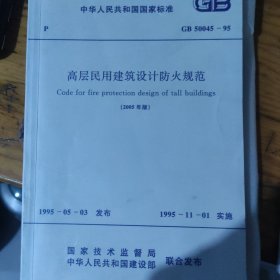 中华人民共和国国家标准
GB
P
GB 50045-95
高层民用建筑设计防火规范
Code for fire protection design of tall buildings
(2005年版)
1995-05-03 发布
1995-11-01 实施
国家技术监督局
中华人民共和国建设部
联合发布